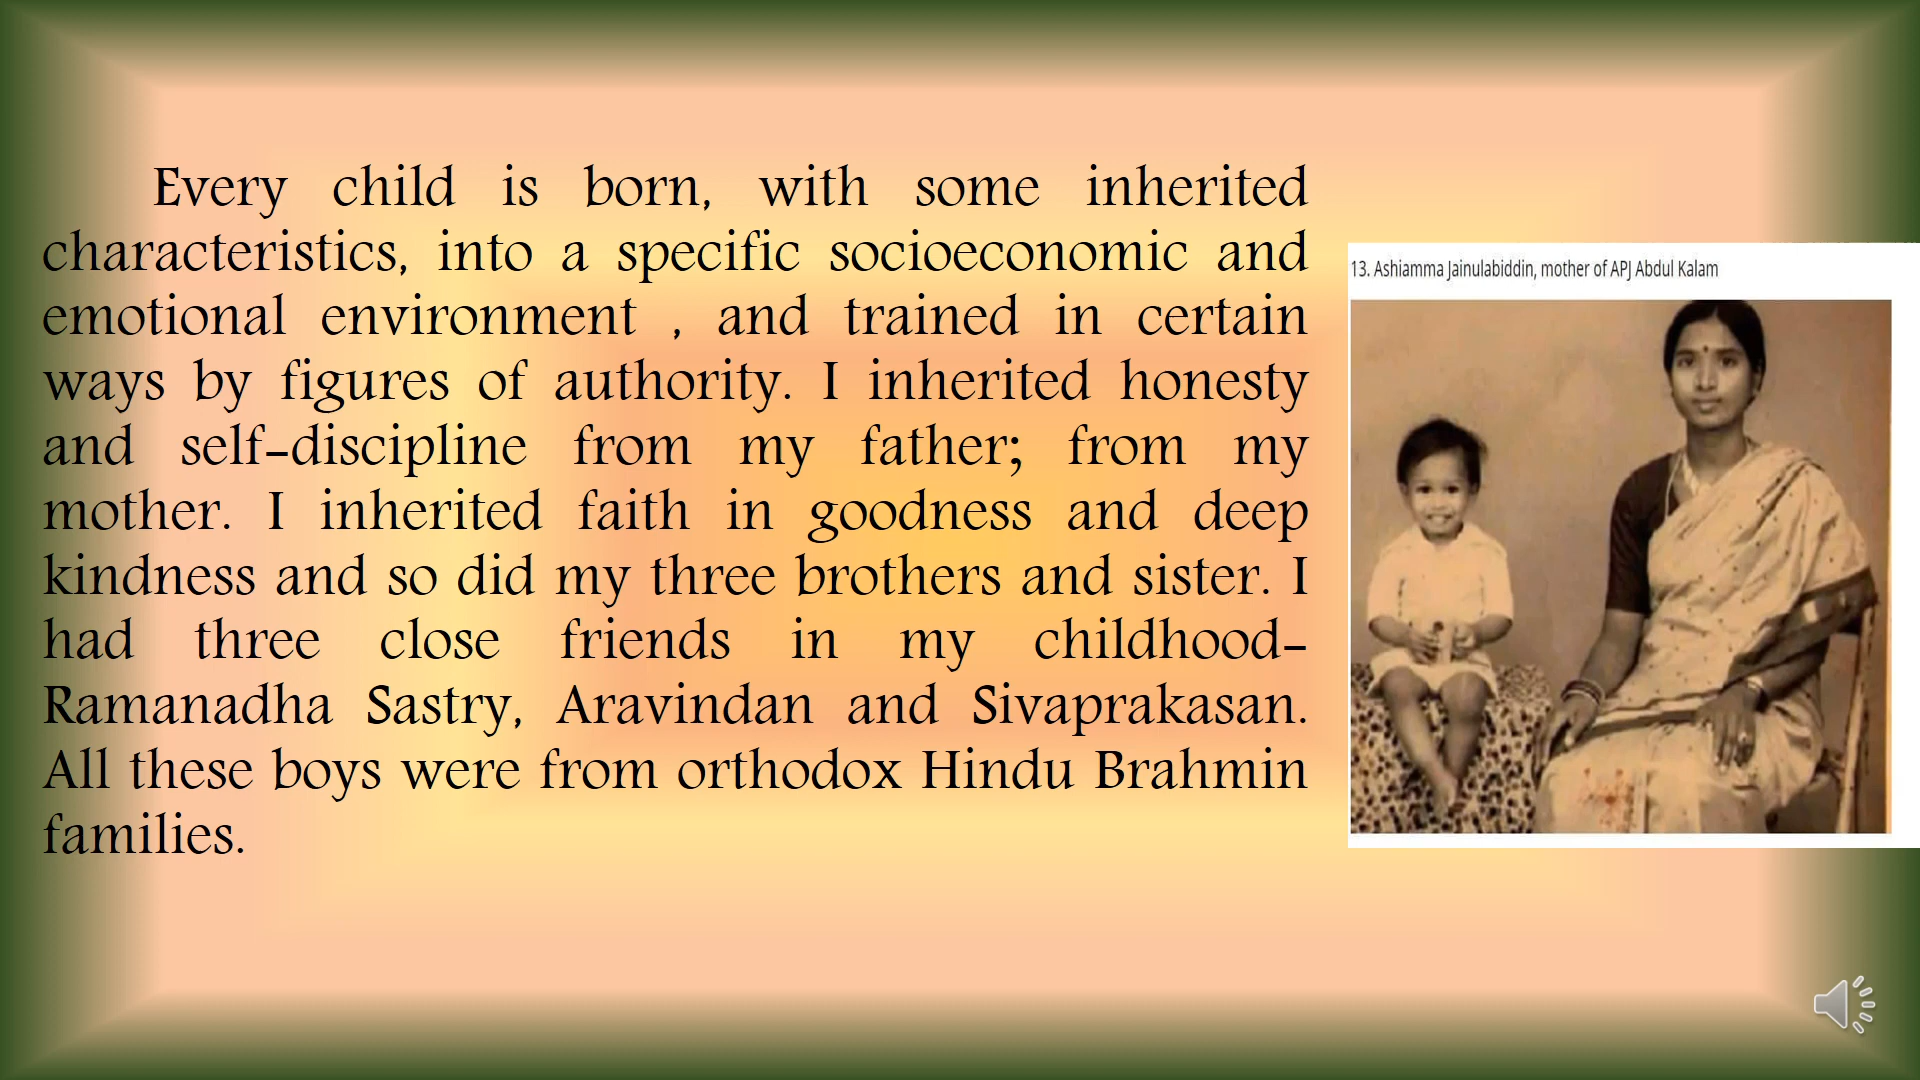 Every child is born, with some inherited
characteristics, into a specific socioeconomic and
emotional environment , and trained in certain
ways by figures of authority. I inherited honesty
and self-discipline from my father; from my
mother. I inherited faith in goodness and deep
kindness and so did my three brothers and sister. I
had three close friends in my childhood-
Ramanadha Sastry, Aravindan and Sivaprakasan.
All these boys were from orthodox Hindu Brahmin
families.
13. Ashiamma Jainulabiddin, mother of APJ Abdul Kalam